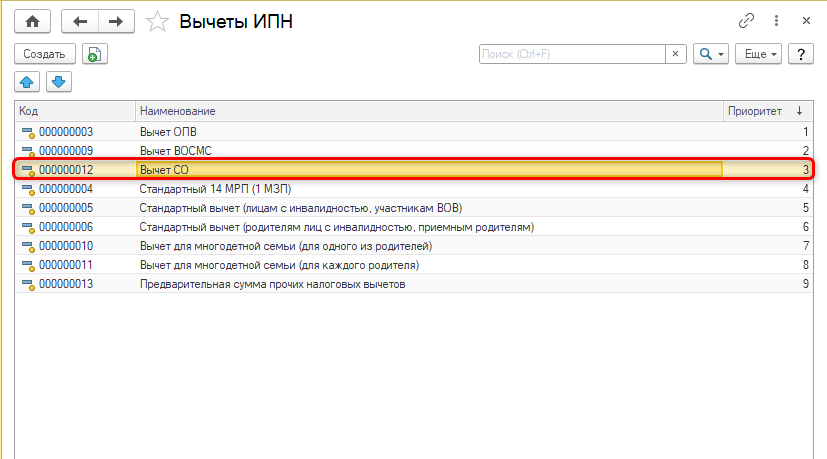 Вычеты ИПН
Создать
Поиск (Ctrl+F)
×
Еще
?
Код Наименование Приоритет ↓
000000003 Вычет ОПВ 1
000000009 Вычет ВОСМС 2
000000012 Вычет СО 3
000000004 Стандартный 14 МРП (1 МЗП) 4
000000005 Стандартный вычет (лицам с инвалидностью, участникам ВОВ) 5
000000006 Стандартный вычет (родителям лиц с инвалидностью, приемным родителям) 6
000000010 Вычет для многодетной семьи (для одного из родителей) 7
000000011 Вычет для многодетной семьи (для каждого родителя) 8
000000013 Предварительная сумма прочих налоговых вычетов 9